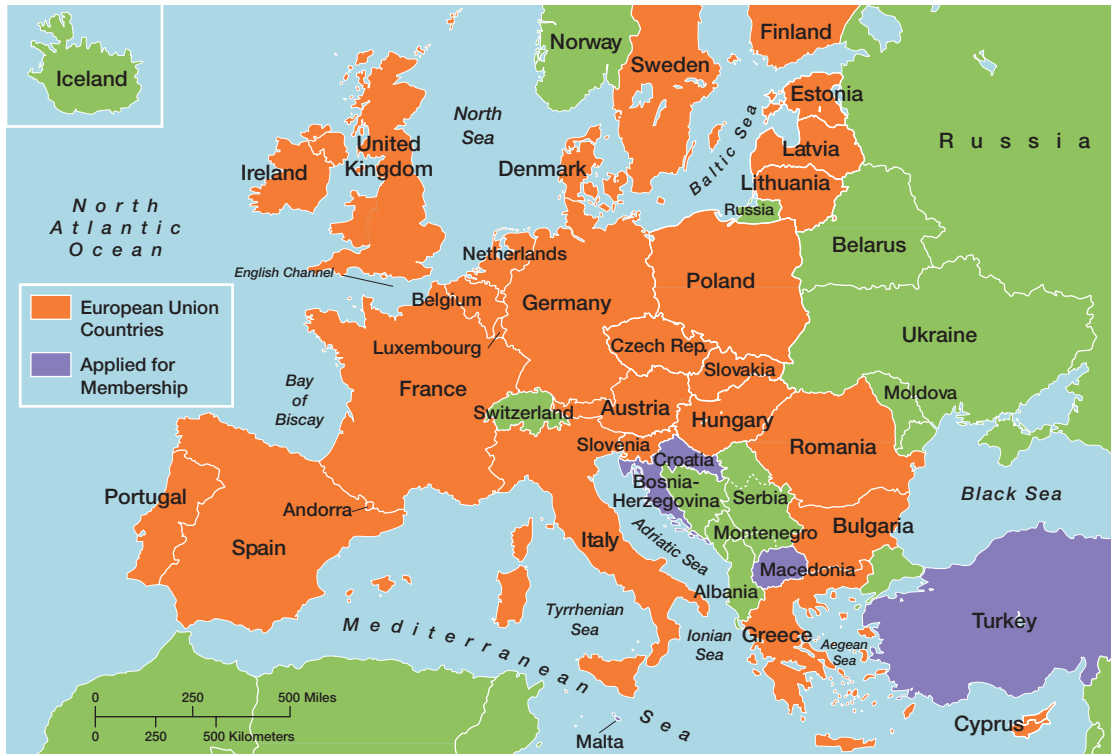 Iceland
Norway
Sweden
Finland
Estonia
Russia
North
Sea
Baltic Sea
Latvia
United
Kingdom
Ireland
Denmark
Lithuania
Russia
North
Atlantic
Ocean
Belarus
Netherlands
English Channel
Poland
Belgium
Germany
European Union
Countries
Applied for
Membership
Ukraine
Luxembourg
Czech Rep.
Slovakia
Bay
of
Biscay
France
Moldova
Switzerland
Austria
Hungary
Slovenia
Romania
Croatia
Bosnia-
Herzegovina
Serbia
Portugal
Andorra
Black Sea
Spain
Italy
Adriatic Sea
Montenegro
Bulgaria
Macedonia
Albania
Tyrrhenian
Sea
Mediterranean Sea
Ionian
Sea
Greece
Aegean
Sea
Turkey
0 250 500 Miles
0 250 500 Kilometers
Malta
Cyprus